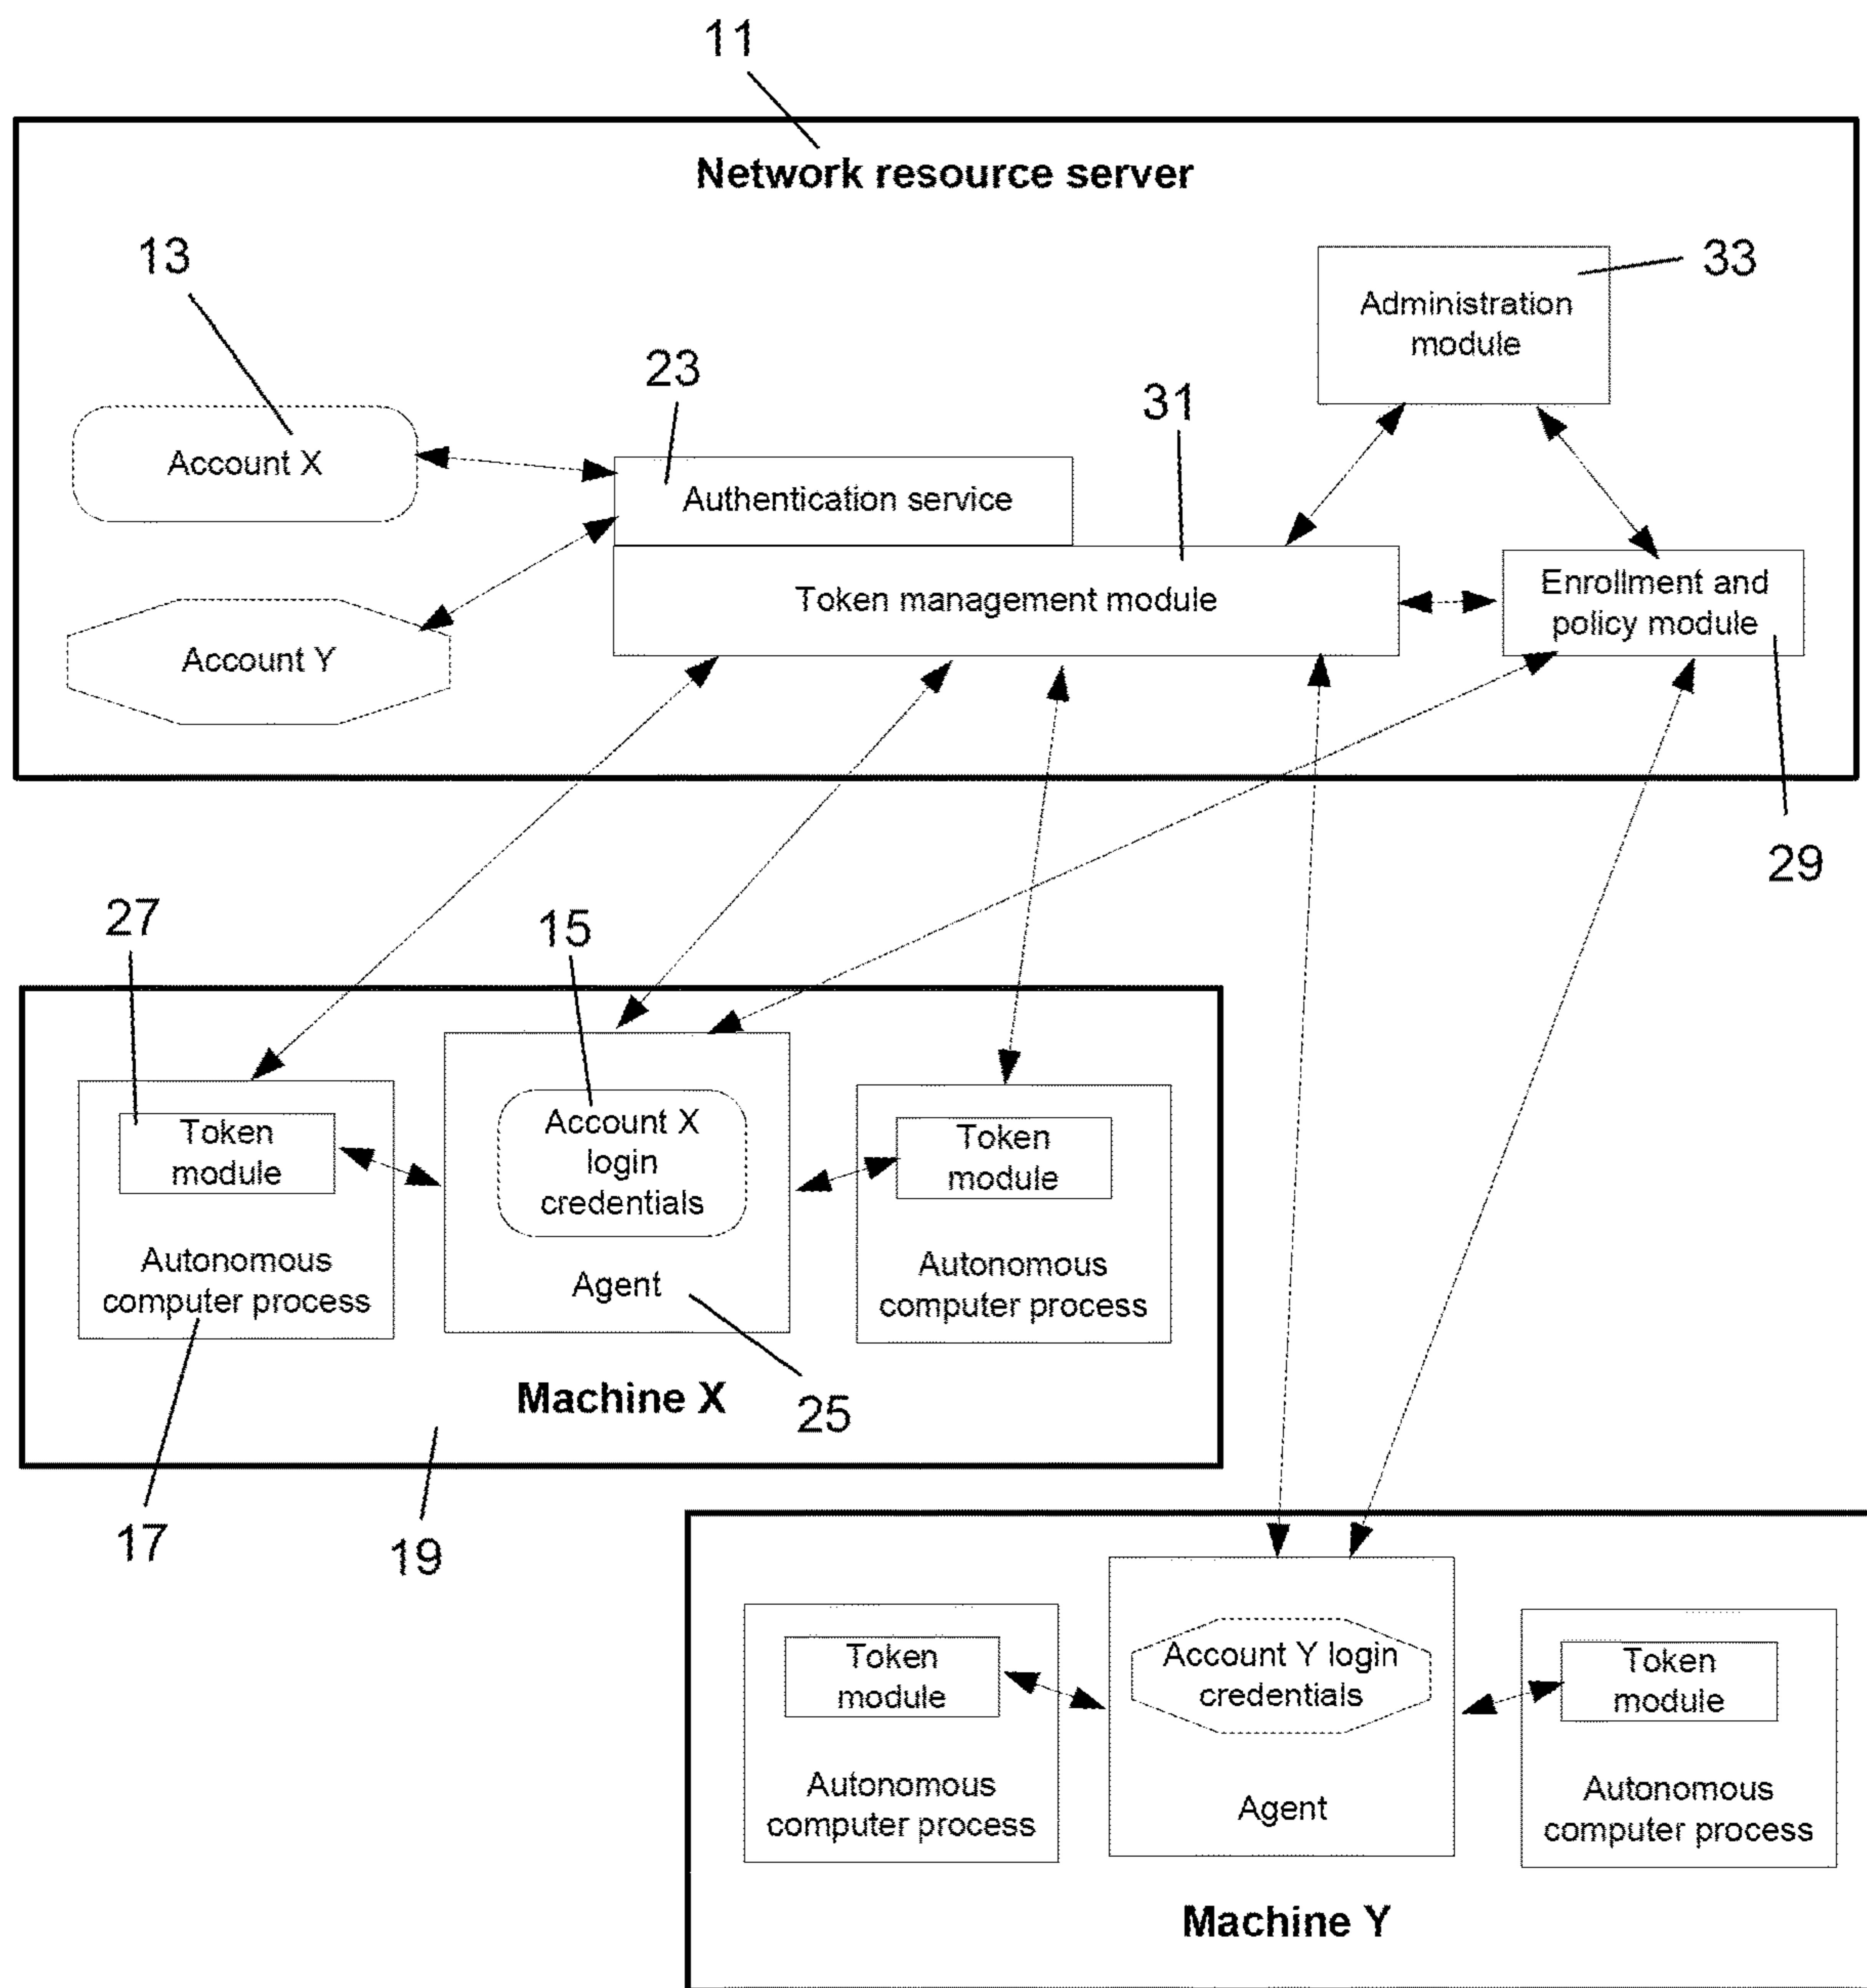 11
Network resource server
13
33
Administration
module
23
31
Account X
Authentication service
Token management module
Enrollment and
policy module
Account Y
29
27
15
Token
module
Account X
login
credentials
Token
module
Autonomous
computer process
Agent
Autonomous
computer process
Machine X
25
17
19
Token
module
Account Y login
credentials
Token
module
Autonomous
computer process
Agent
Autonomous
computer process
Machine Y